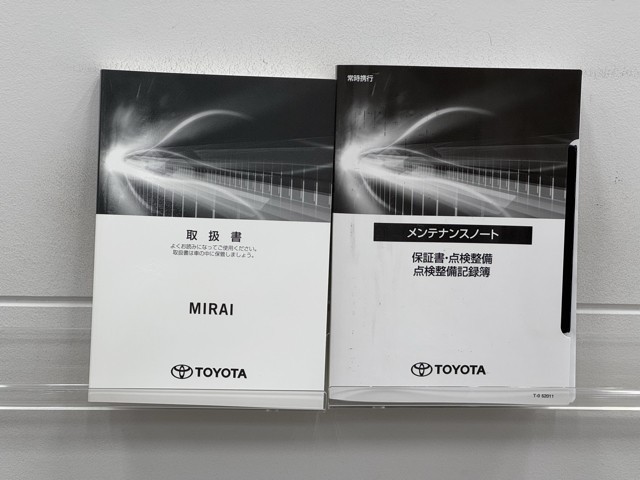 取扱書
よくお読みになってご使用ください。
取扱書は車の中に保管しましょう。
MIRAI
TOYOTA
常時携行
メンテナンスノート
保証書・点検整備
点検整備記録簿
TOYOTA